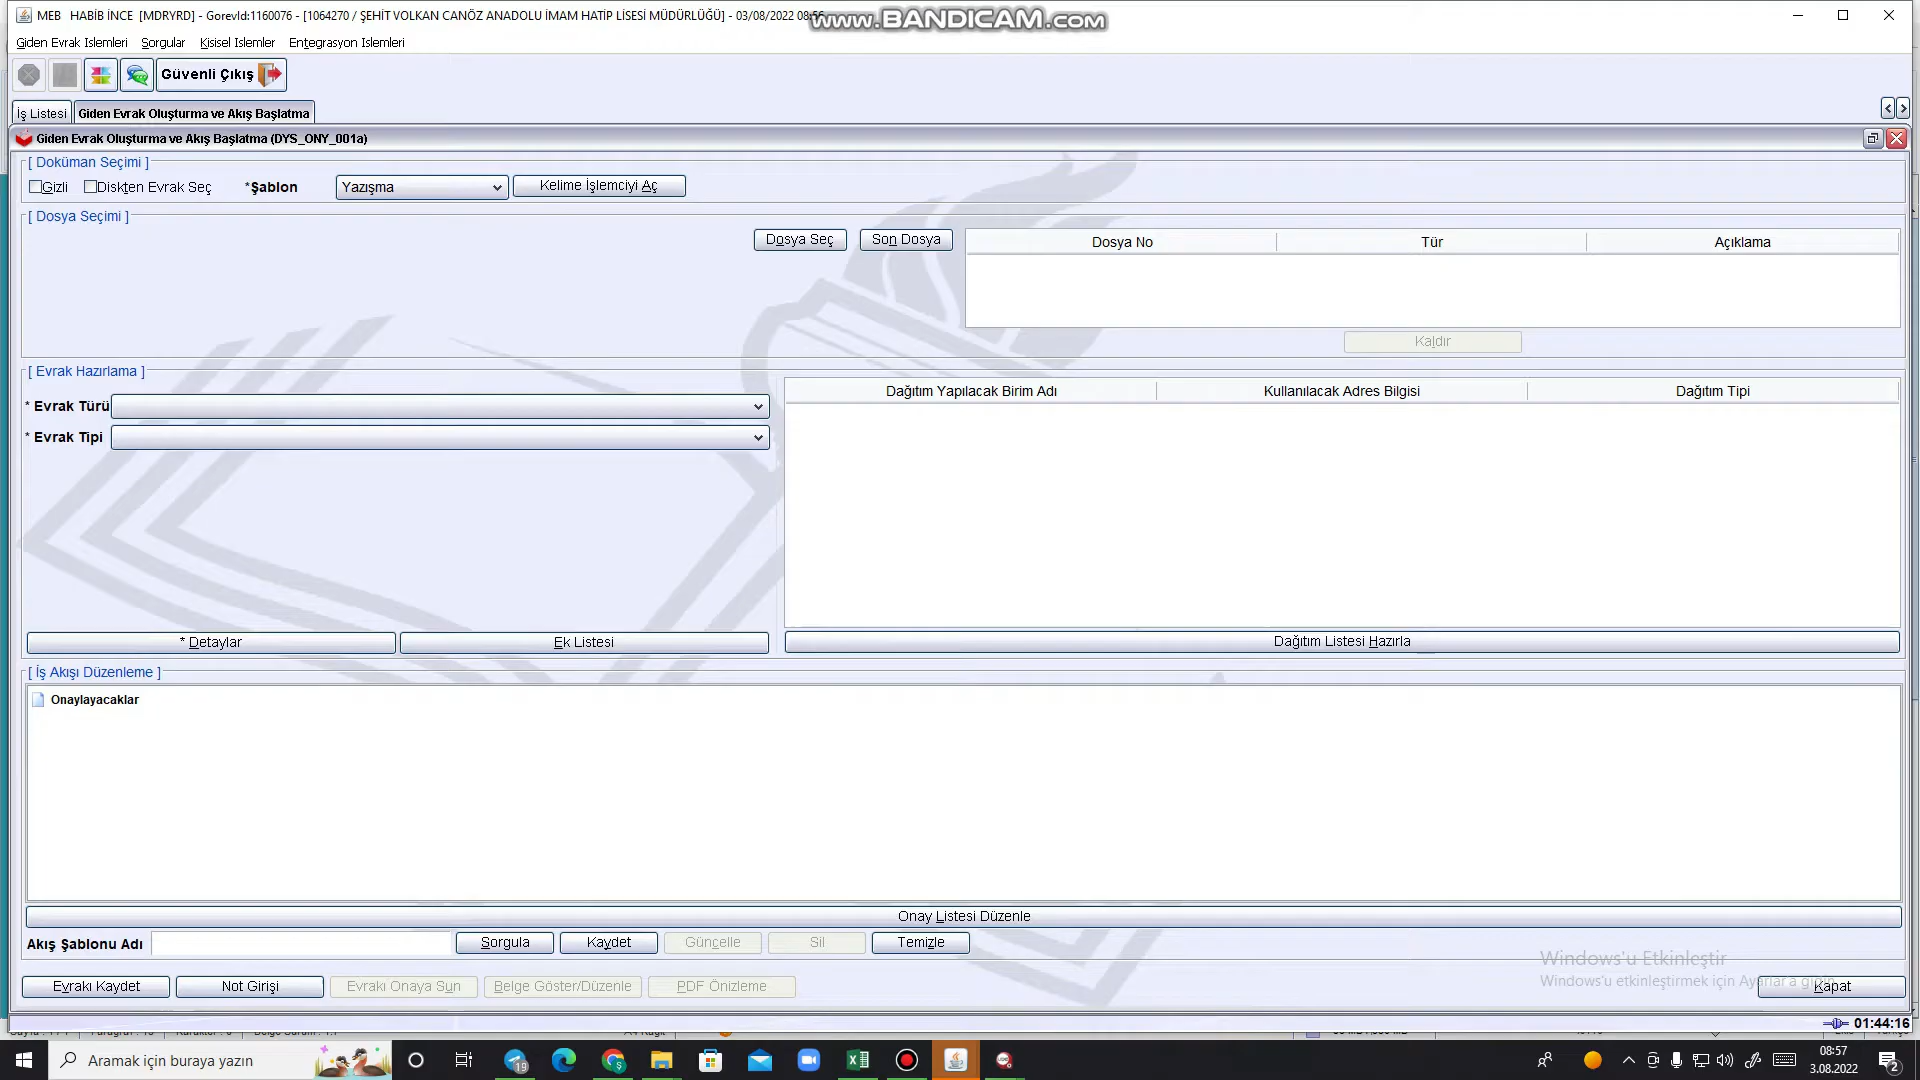 MEB HABİB İNCE [MDRYRD] - GorevId:1160076 - [1064270 / ŞEHİT VOLKAN CANÖZ ANADOLU İMAM HATİP LİSESİ MÜDÜRLÜĞÜ] - 03/08/2022 08:56
www.BANDICAM.com
Giden Evrak Islemleri Sorgular Kisisel Islemler Entegrasyon Islemleri
Güvenli Çıkış
İş Listesi Giden Evrak Oluşturma ve Akış Başlatma
Giden Evrak Oluşturma ve Akış Başlatma (DYS_ONY_001a)
[ Doküman Seçimi ]
Gizli Diskten Evrak Seç *Şablon Yazışma Kelime İşlemciyi Aç
[ Dosya Seçimi ]
Dosya Seç Son Dosya Dosya No Tür Açıklama
Kaldır
[ Evrak Hazırlama ]
* Evrak Türü
* Evrak Tipi
Dağıtım Yapılacak Birim Adı Kullanılacak Adres Bilgisi Dağıtım Tipi
* Detaylar Ek Listesi Dağıtım Listesi Hazırla
[ İş Akışı Düzenleme ]
Onaylayacaklar
Onay Listesi Düzenle
Akış Şablonu Adı Sorgula Kaydet Güncelle Sil Temizle
Windows'u Etkinleştir
Windows'u etkinleştirmek için Ayarlar'a gidin.
Evrakı Kaydet Not Girişi Evrakı Onaya Sun Belge Göster/Düzenle PDF Önizleme Kapat
01:44:16
Aramak için buraya yazın
19
08:57
3.08.2022
2